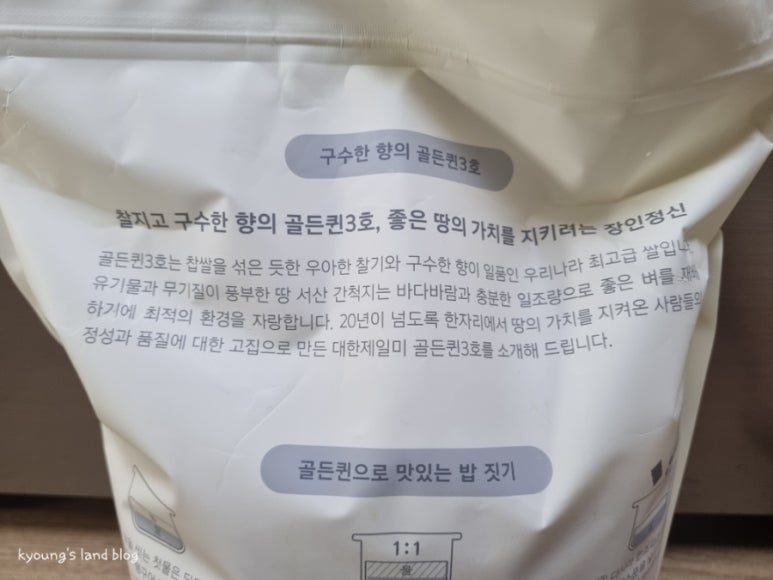 구수한 향의 골든퀸3호
찰지고 구수한 향의 골든퀸3호, 좋은 땅의 가치를 지키려는 장인정신
골든퀸3호는 찹쌀을 섞은 듯한 우아한 찰기와 구수한 향이 일품인 우리나라 최고급
유기물과 무기질이 풍부한 땅 서산 간척지는 바다바람과 충분한 일조량으로 좋은 벼를
하기에 최적의 환경을 자랑합니다. 20년이 넘도록 한자리에서 땅의 가치를 지켜온 사람들의
정성과 품질에 대한 고집으로 만든 대한제일미 골든퀸3호를 소개해 드립니다.
골든퀸으로 맛있는 밥 짓기
1:1
물
씻는 첫물은
kyoung's land blog